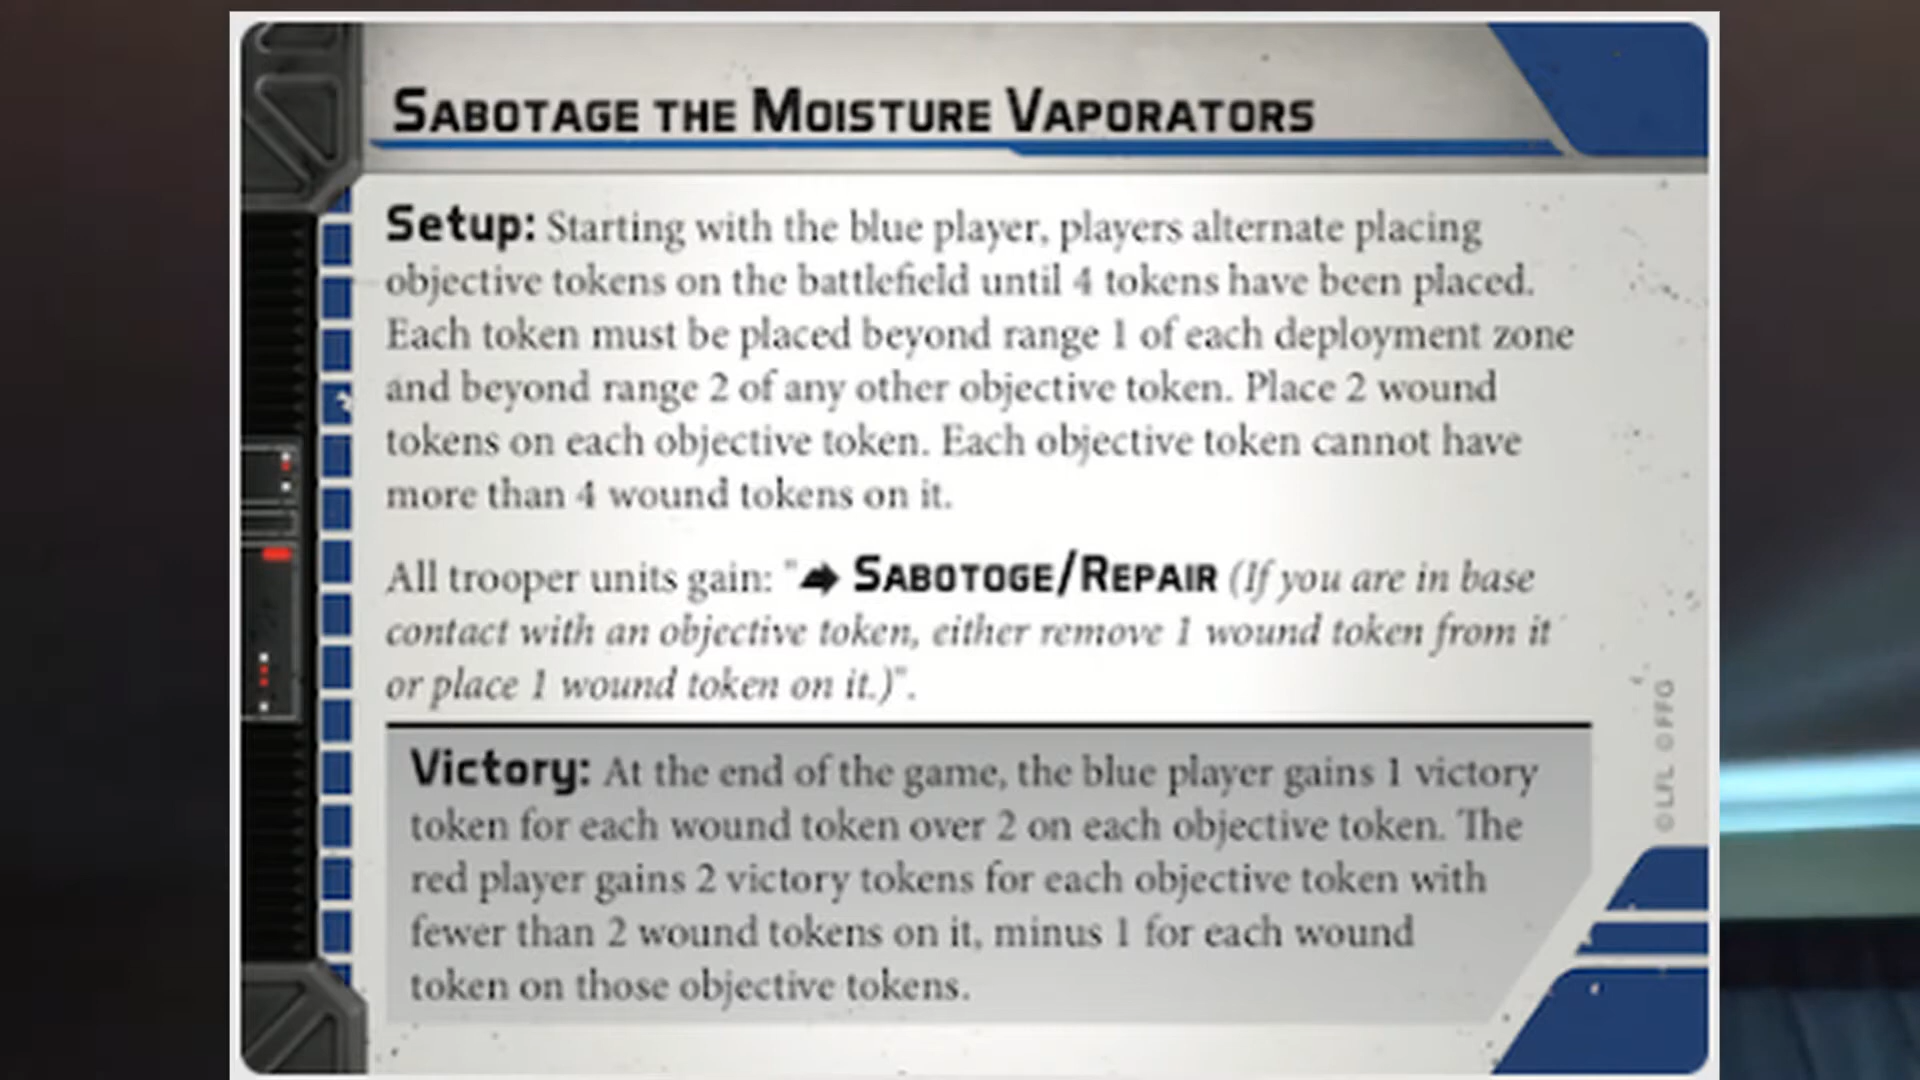 SABOTAGE THE MOISTURE VAPORATORS
Setup: Starting with the blue player, players alternate placing
objective tokens on the battlefield until 4 tokens have been placed.
Each token must be placed beyond range 1 of each deployment zone
and beyond range 2 of any other objective token. Place 2 wound
tokens on each objective token. Each objective token cannot have
more than 4 wound tokens on it.
All trooper units gain: "➡ SABOTOGE/REPAIR (If you are in base
contact with an objective token, either remove 1 wound token from it
or place 1 wound token on it.)".
Victory: At the end of the game, the blue player gains 1 victory
token for each wound token over 2 on each objective token. The
red player gains 2 victory tokens for each objective token with
fewer than 2 wound tokens on it, minus 1 for each wound
token on those objective tokens.
©LFL ©FFG